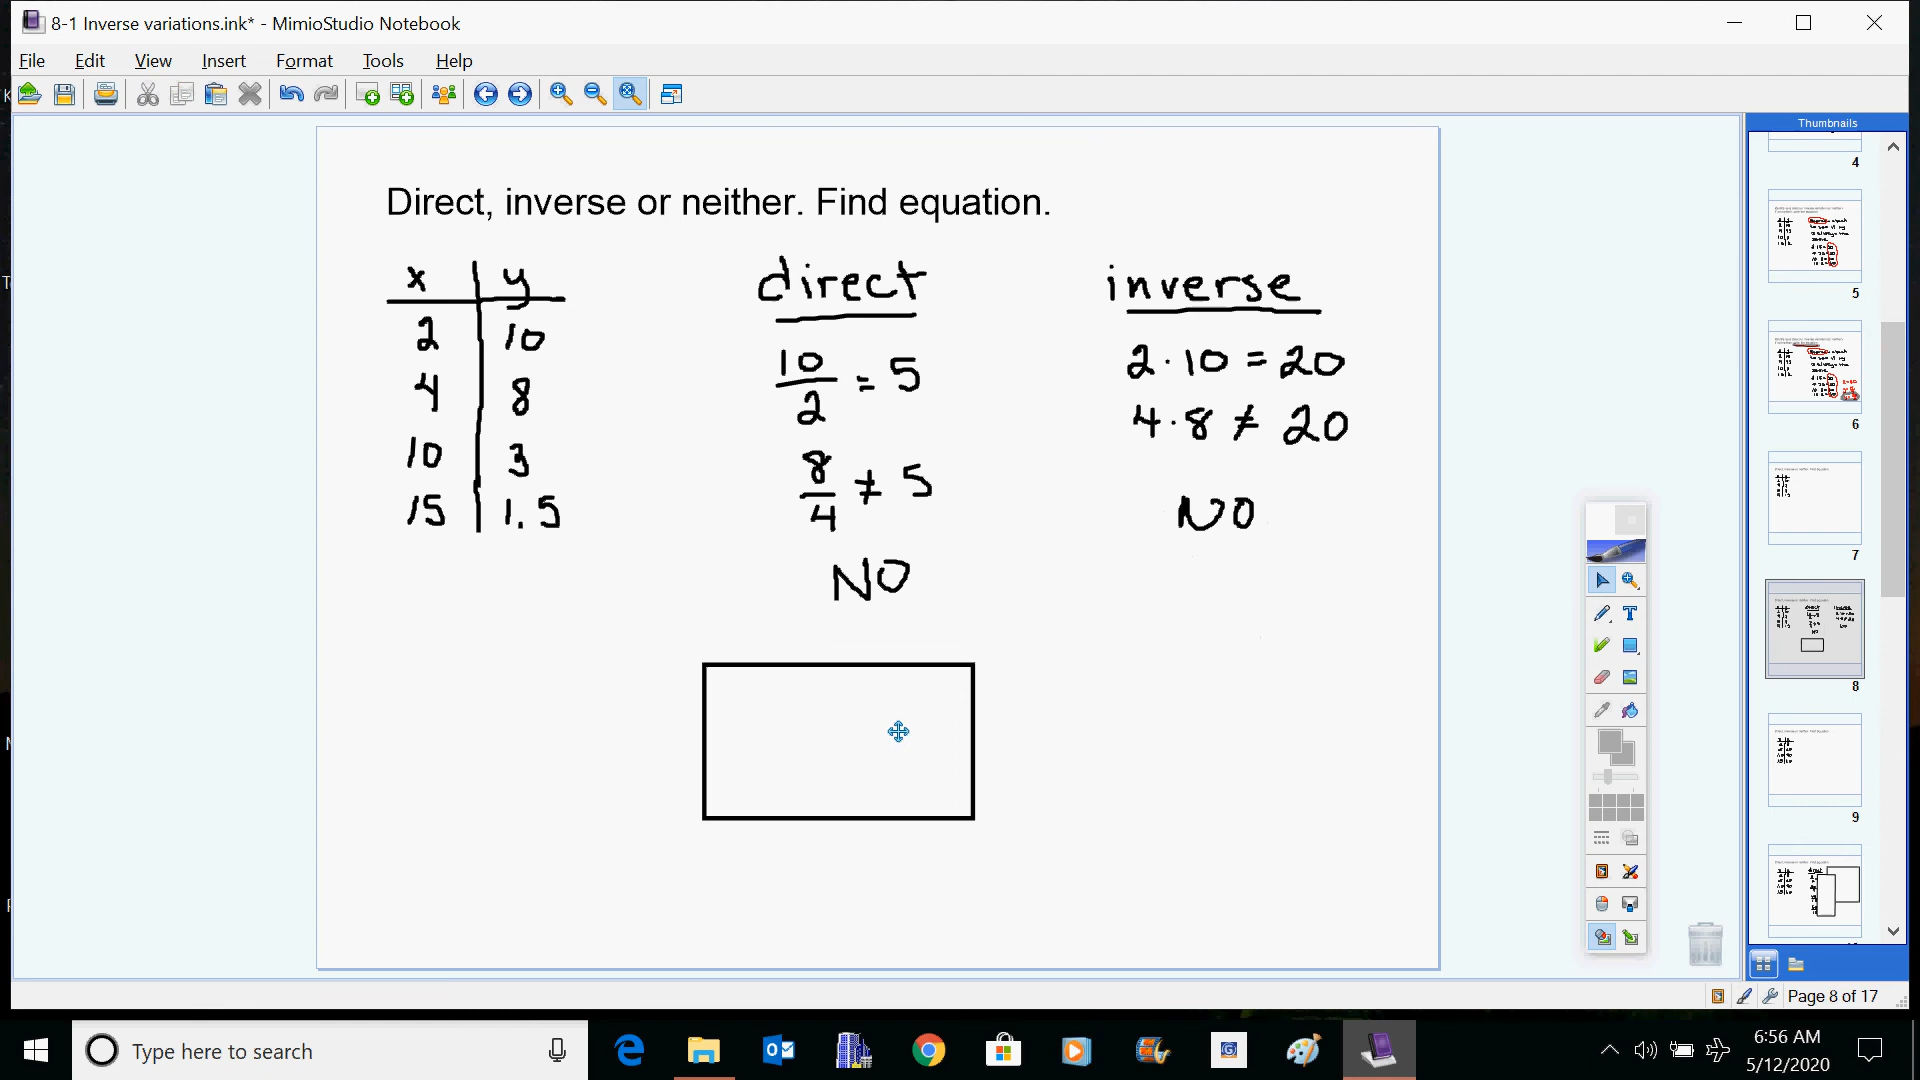 8-1 Inverse variations.ink* - MimioStudio Notebook
File Edit View Insert Format Tools Help
Thumbnails
Direct, inverse or neither. Find equation.
x y
2 10
4 8
10 3
15 1.5
direct
10/2 = 5
8/4 ≠ 5
NO
inverse
2·10 = 20
4·8 ≠ 20
NO
4
5
6
7
8
9
Page 8 of 17
Type here to search
6:56 AM
5/12/2020